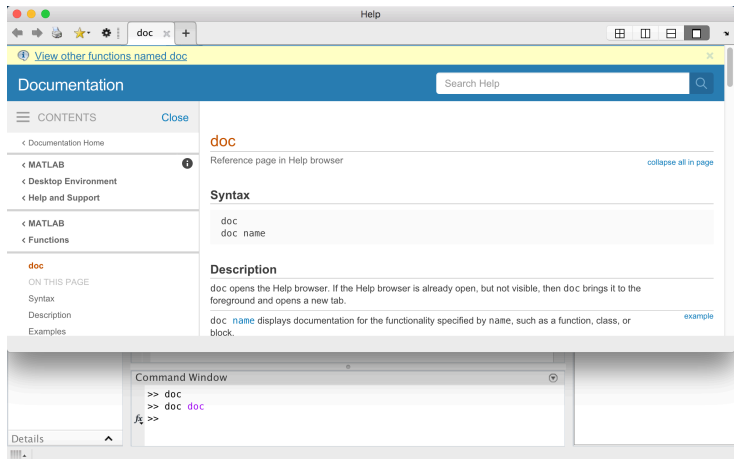 Help
doc
View other functions named doc
Documentation
Search Help
CONTENTS
Close
< Documentation Home
< MATLAB
< Desktop Environment
< Help and Support
< MATLAB
< Functions
doc
ON THIS PAGE
Syntax
Description
Examples
doc
Reference page in Help browser
collapse all in page
Syntax
doc
doc name
Description
doc opens the Help browser. If the Help browser is already open, but not visible, then doc brings it to the
foreground and opens a new tab.
doc name displays documentation for the functionality specified by name, such as a function, class, or
block.
example
Command Window
>> doc
>> doc doc
fx >>
Details